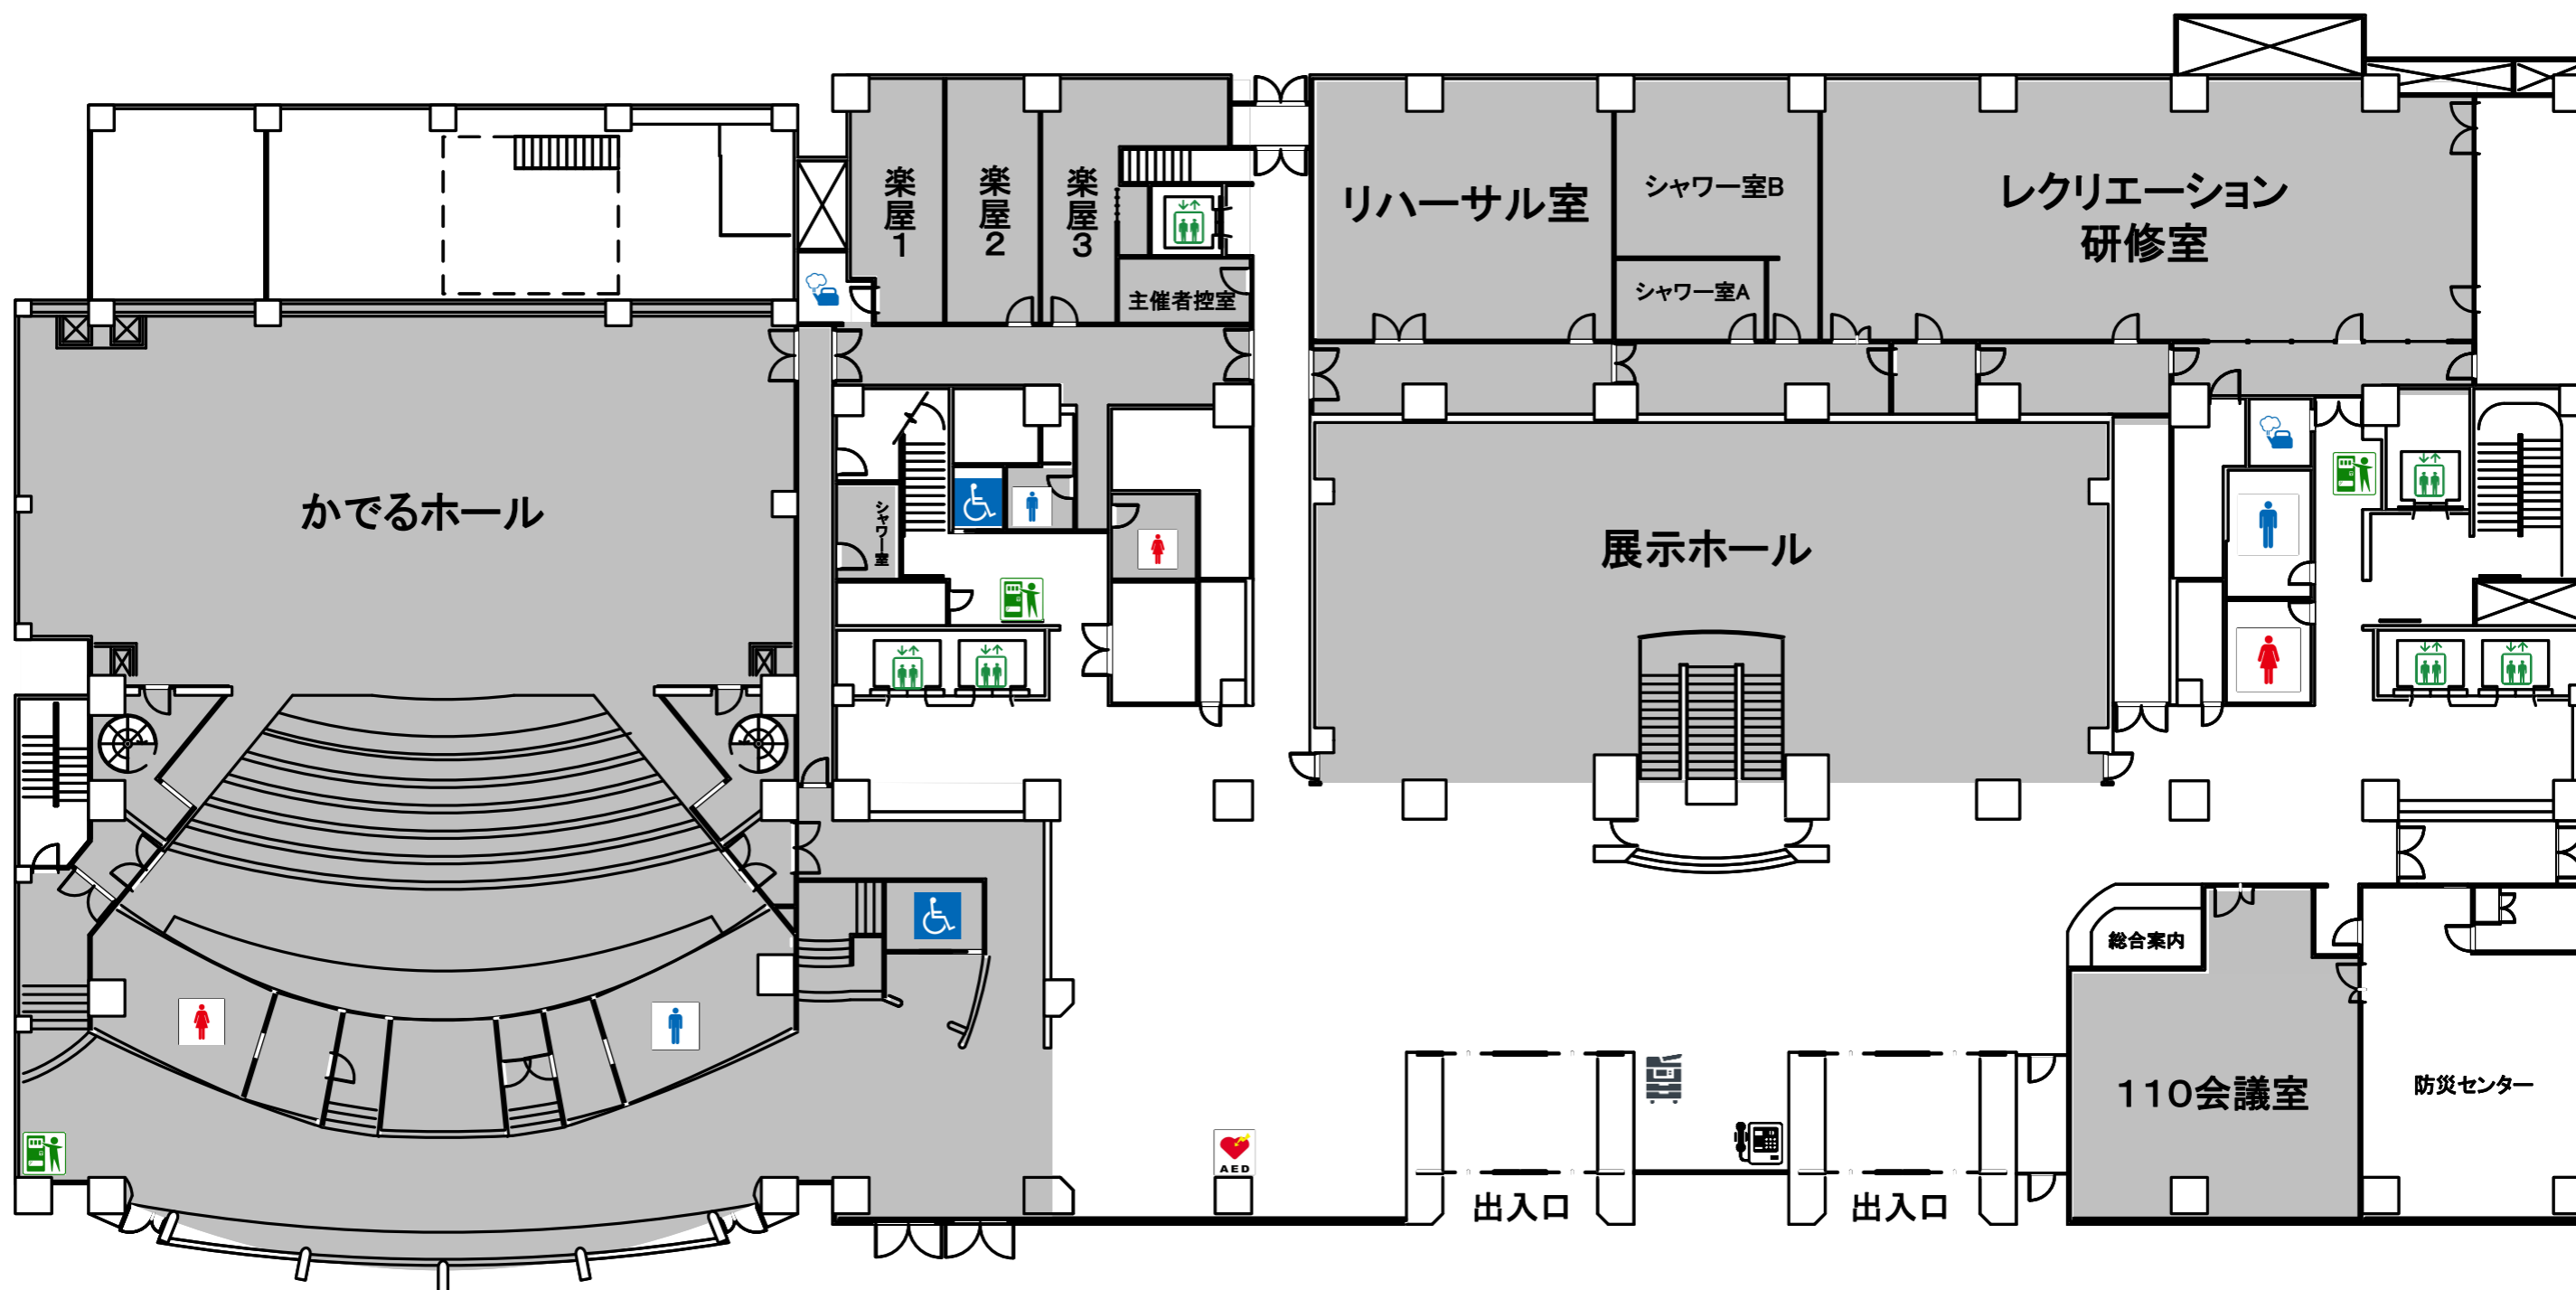 楽屋1
楽屋2
楽屋3
主催者控室
リハーサル室
シャワー室B
シャワー室A
レクリエーション
研修室
かでるホール
シャワー室
展示ホール
総合案内
110会議室
防災センター
AED
出入口
出入口